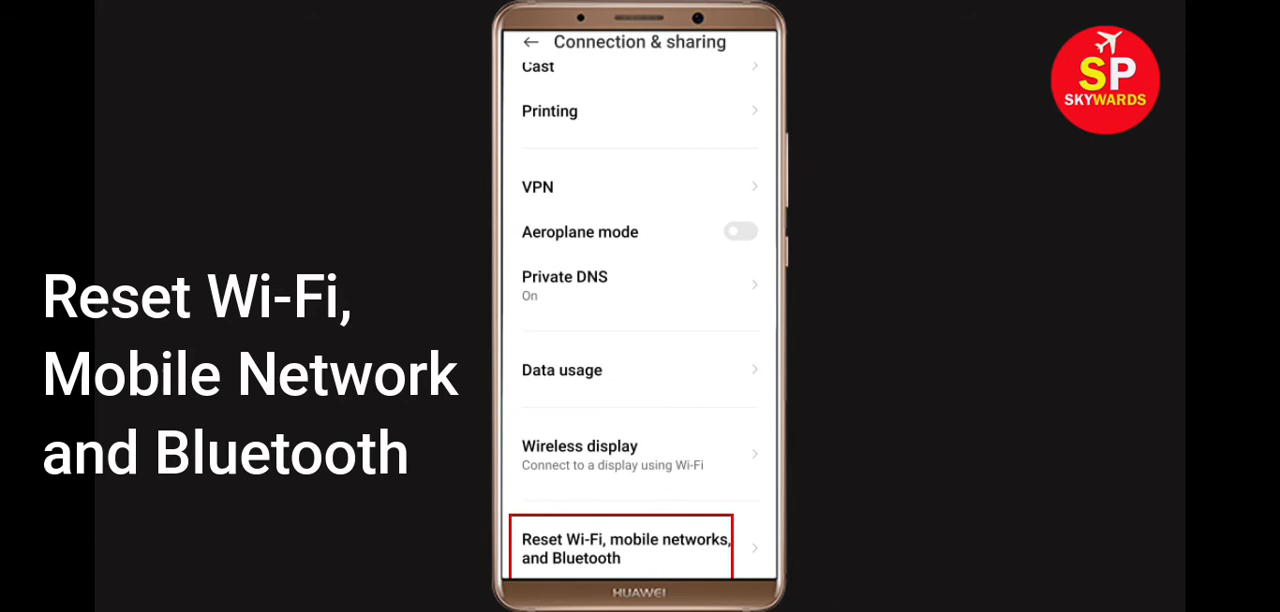 Connection & sharing
Cast
Printing
VPN
Aeroplane mode
Private DNS
On
Data usage
Wireless display
Connect to a display using Wi-Fi
Reset Wi-Fi, mobile networks,
and Bluetooth
HUAWEI
Reset Wi-Fi,
Mobile Network
and Bluetooth
SP
SKYWARDS